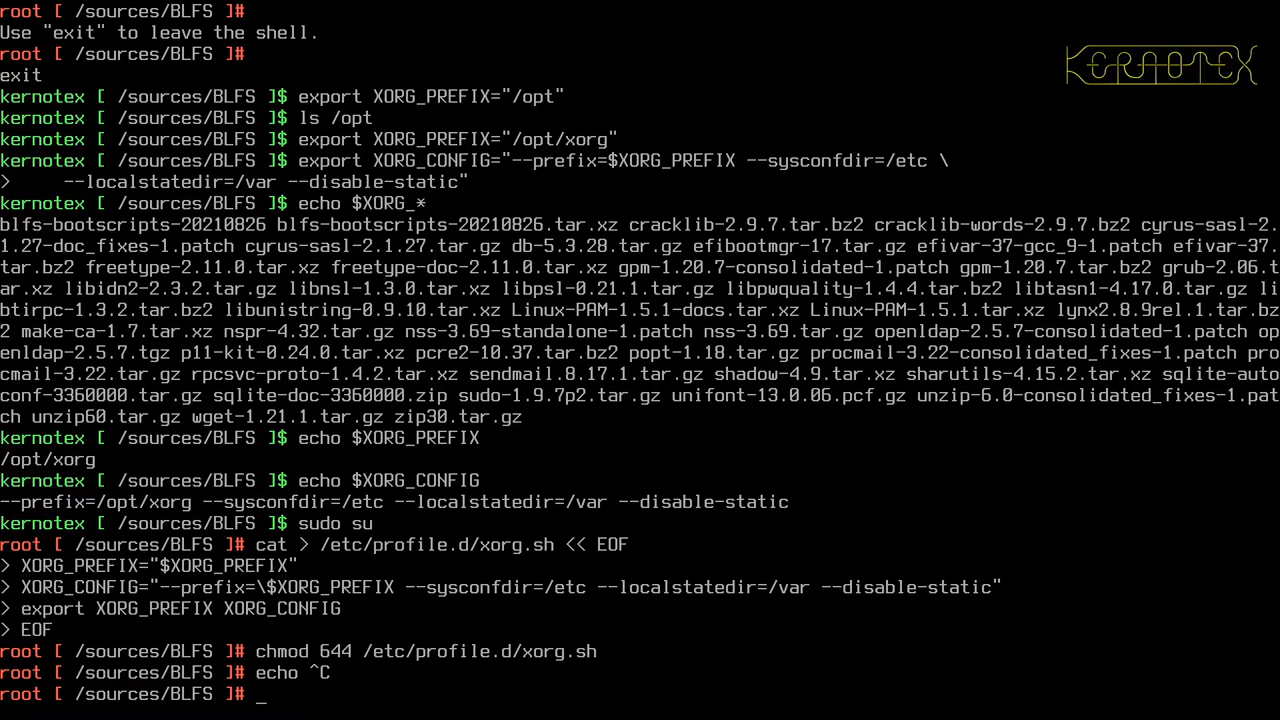 root [ /sources/BLFS ]#
Use "exit" to leave the shell.
root [ /sources/BLFS ]#
exit
kernotex [ /sources/BLFS ]$ export XORG_PREFIX="/opt"
kernotex [ /sources/BLFS ]$ ls /opt
kernotex [ /sources/BLFS ]$ export XORG_PREFIX="/opt/xorg"
kernotex [ /sources/BLFS ]$ export XORG_CONFIG="--prefix=$XORG_PREFIX --sysconfdir=/etc \
>     --localstatedir=/var --disable-static"
kernotex [ /sources/BLFS ]$ echo $XORG_*
blfs-bootscripts-20210826 blfs-bootscripts-20210826.tar.xz cracklib-2.9.7.tar.bz2 cracklib-words-2.9.7.bz2 cyrus-sasl-2.
1.27-doc_fixes-1.patch cyrus-sasl-2.1.27.tar.gz db-5.3.28.tar.gz efibootmgr-17.tar.gz efivar-37-gcc_9-1.patch efivar-37.
tar.bz2 freetype-2.11.0.tar.xz freetype-doc-2.11.0.tar.xz gpm-1.20.7-consolidated-1.patch gpm-1.20.7.tar.bz2 grub-2.06.t
ar.xz libidn2-2.3.2.tar.gz libnsl-1.3.0.tar.xz libpsl-0.21.1.tar.gz libpwquality-1.4.4.tar.bz2 libtasn1-4.17.0.tar.gz li
btirpc-1.3.2.tar.bz2 libunistring-0.9.10.tar.xz Linux-PAM-1.5.1-docs.tar.xz Linux-PAM-1.5.1.tar.xz lynx2.8.9rel.1.tar.bz
2 make-ca-1.7.tar.xz nspr-4.32.tar.gz nss-3.69-standalone-1.patch nss-3.69.tar.gz openldap-2.5.7-consolidated-1.patch op
enldap-2.5.7.tgz p11-kit-0.24.0.tar.xz pcre2-10.37.tar.bz2 popt-1.18.tar.gz procmail-3.22-consolidated_fixes-1.patch pro
cmail-3.22.tar.gz rpcsvc-proto-1.4.2.tar.xz sendmail.8.17.1.tar.gz shadow-4.9.tar.xz sharutils-4.15.2.tar.xz sqlite-auto
conf-3360000.tar.gz sqlite-doc-3360000.zip sudo-1.9.7p2.tar.gz unifont-13.0.06.pcf.gz unzip-6.0-consolidated_fixes-1.pat
ch unzip60.tar.gz wget-1.21.1.tar.gz zip30.tar.gz
kernotex [ /sources/BLFS ]$ echo $XORG_PREFIX
/opt/xorg
kernotex [ /sources/BLFS ]$ echo $XORG_CONFIG
--prefix=/opt/xorg --sysconfdir=/etc --localstatedir=/var --disable-static
kernotex [ /sources/BLFS ]$ sudo su
root [ /sources/BLFS ]# cat > /etc/profile.d/xorg.sh << EOF
> XORG_PREFIX="$XORG_PREFIX"
> XORG_CONFIG="--prefix=\$XORG_PREFIX --sysconfdir=/etc --localstatedir=/var --disable-static"
> export XORG_PREFIX XORG_CONFIG
> EOF
root [ /sources/BLFS ]# chmod 644 /etc/profile.d/xorg.sh
root [ /sources/BLFS ]# echo ^C
root [ /sources/BLFS ]# _
KERNOTEX